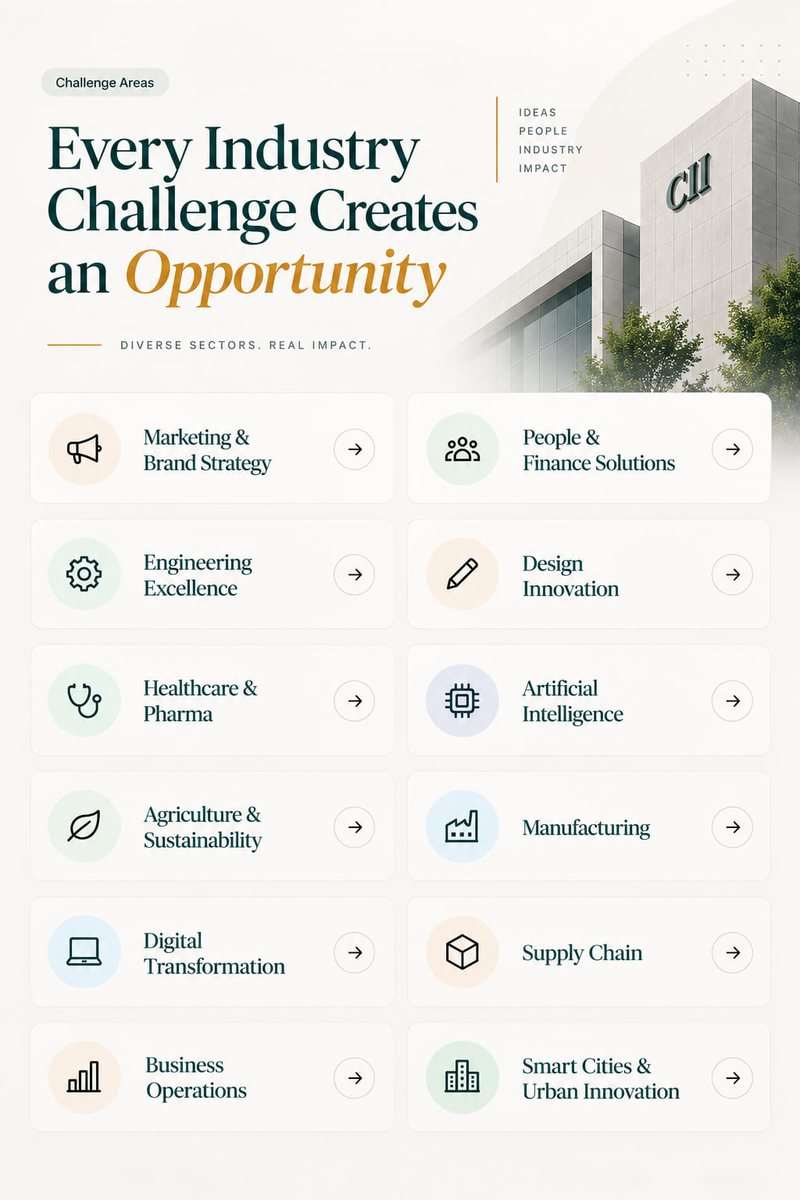 Challenge Areas
Every Industry
Challenge Creates
an Opportunity
IDEAS
PEOPLE
INDUSTRY
IMPACT
CII
DIVERSE SECTORS. REAL IMPACT.
Marketing &
Brand Strategy
People &
Finance Solutions
Engineering
Excellence
Design
Innovation
Healthcare &
Pharma
Artificial
Intelligence
Agriculture &
Sustainability
Manufacturing
Digital
Transformation
Supply Chain
Business
Operations
Smart Cities &
Urban Innovation